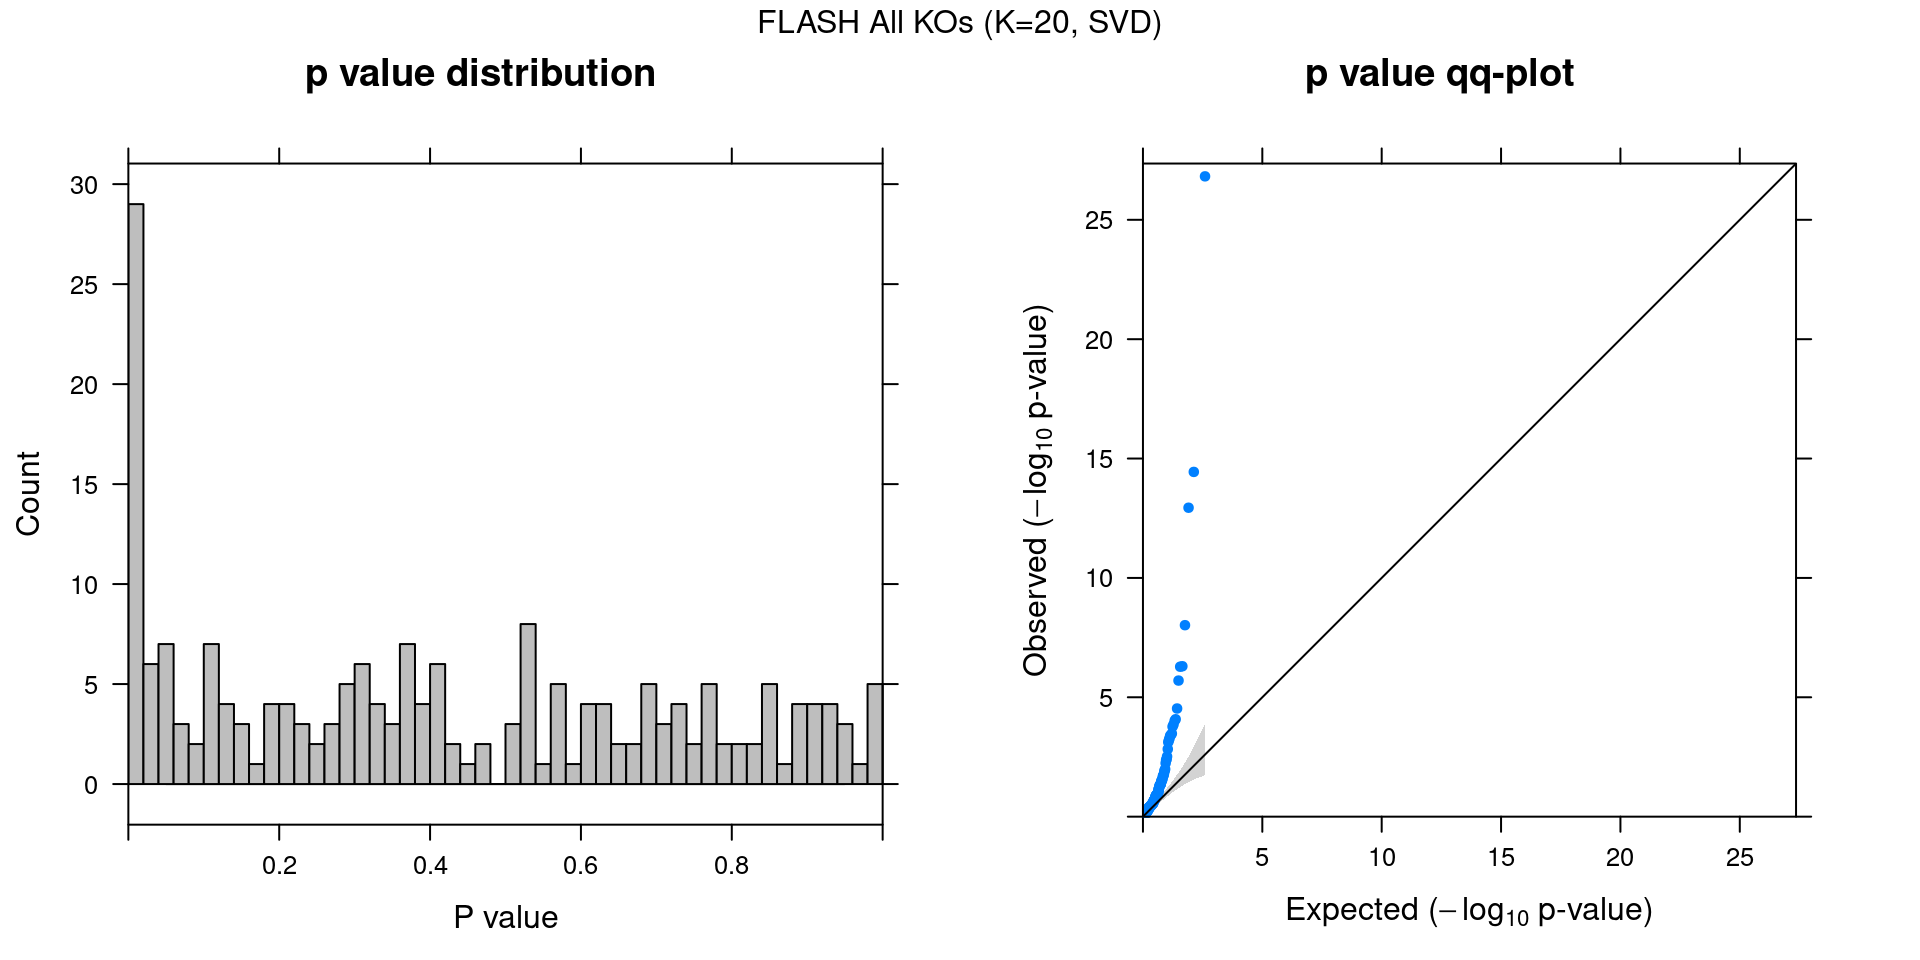 FLASH All KOs (K=20, SVD)
p value distribution
30
25
20
15
10
5
0
Count
0.2 0.4 0.6 0.8
P value
p value qq-plot
25
20
15
10
5
Observed (−log10 p-value)
5 10 15 20 25
Expected (−log10 p-value)